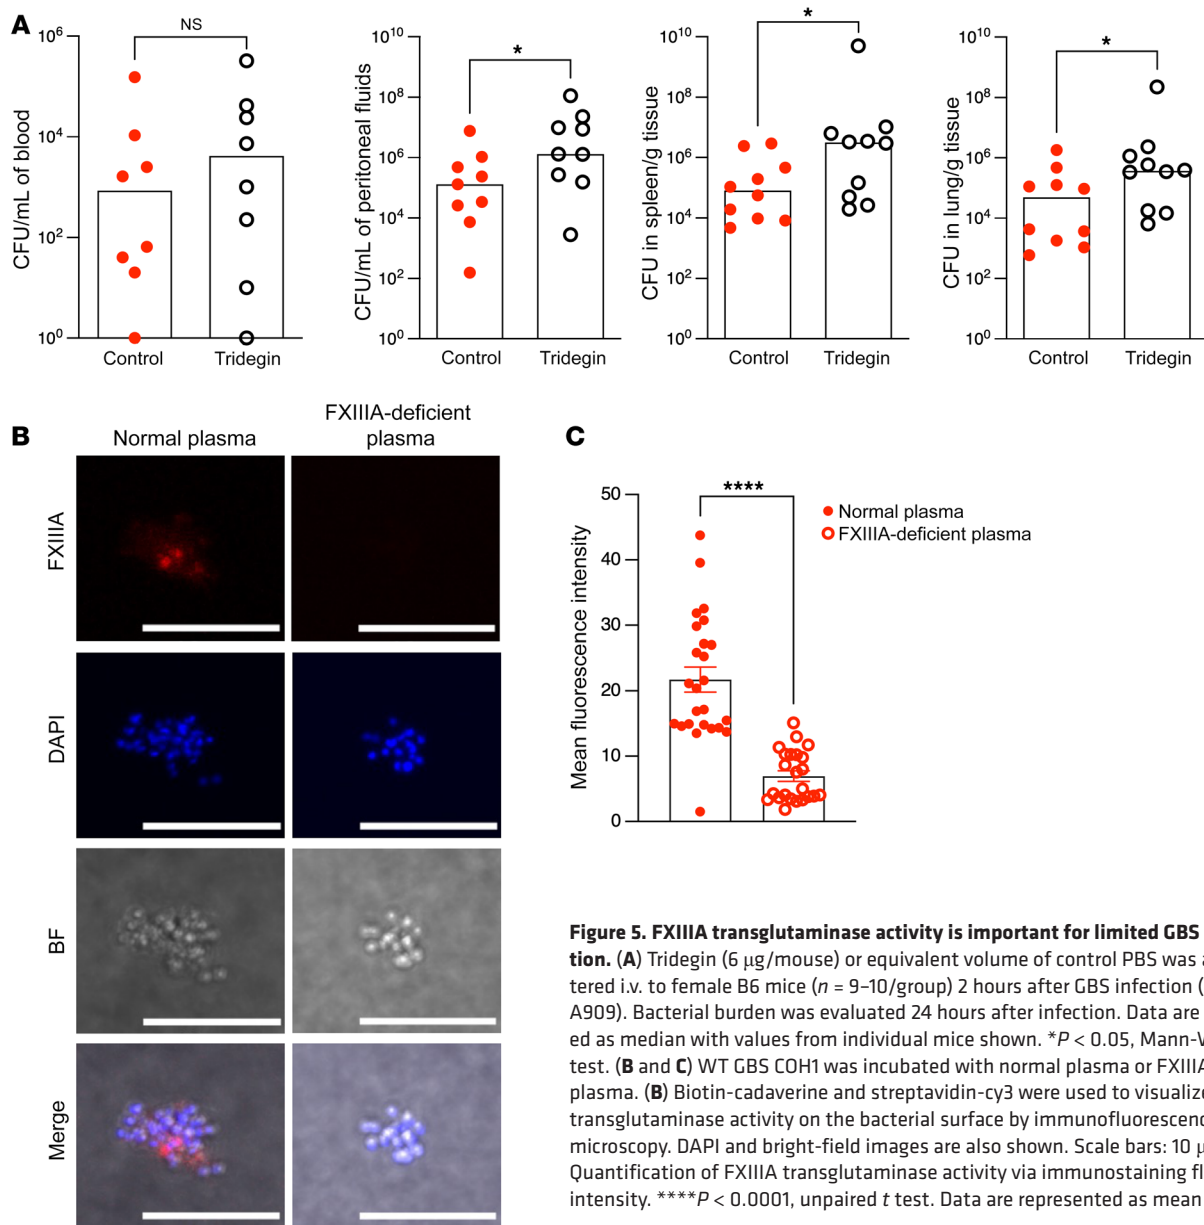 A
NS
10^6
10^4
10^2
10^0
CFU/mL of blood
Control
Tridegin
*
10^10
10^8
10^6
10^4
10^2
10^0
CFU/mL of peritoneal fluids
Control
Tridegin
*
10^10
10^8
10^6
10^4
10^2
10^0
CFU in spleen/g tissue
Control
Tridegin
*
10^10
10^8
10^6
10^4
10^2
10^0
CFU in lung/g tissue
Control
Tridegin
B
Normal plasma
FXIIIA-deficient
plasma
FXIIIA
DAPI
BF
Merge
C
****
50
40
30
20
10
0
Mean fluorescence intensity
Normal plasma
FXIIIA-deficient plasma
Figure 5. FXIIIA transglutaminase activity is important for limited GBS
tion. (A) Tridegin (6 μg/mouse) or equivalent volume of control PBS was a
tered i.v. to female B6 mice (n = 9–10/group) 2 hours after GBS infection (
A909). Bacterial burden was evaluated 24 hours after infection. Data are
ed as median with values from individual mice shown. *P < 0.05, Mann-W
test. (B and C) WT GBS COH1 was incubated with normal plasma or FXIIIA
plasma. (B) Biotin-cadaverine and streptavidin-cy3 were used to visualize
transglutaminase activity on the bacterial surface by immunofluorescenc
microscopy. DAPI and bright-field images are also shown. Scale bars: 10 μ
Quantification of FXIIIA transglutaminase activity via immunostaining fl
intensity. ****P < 0.0001, unpaired t test. Data are represented as mean